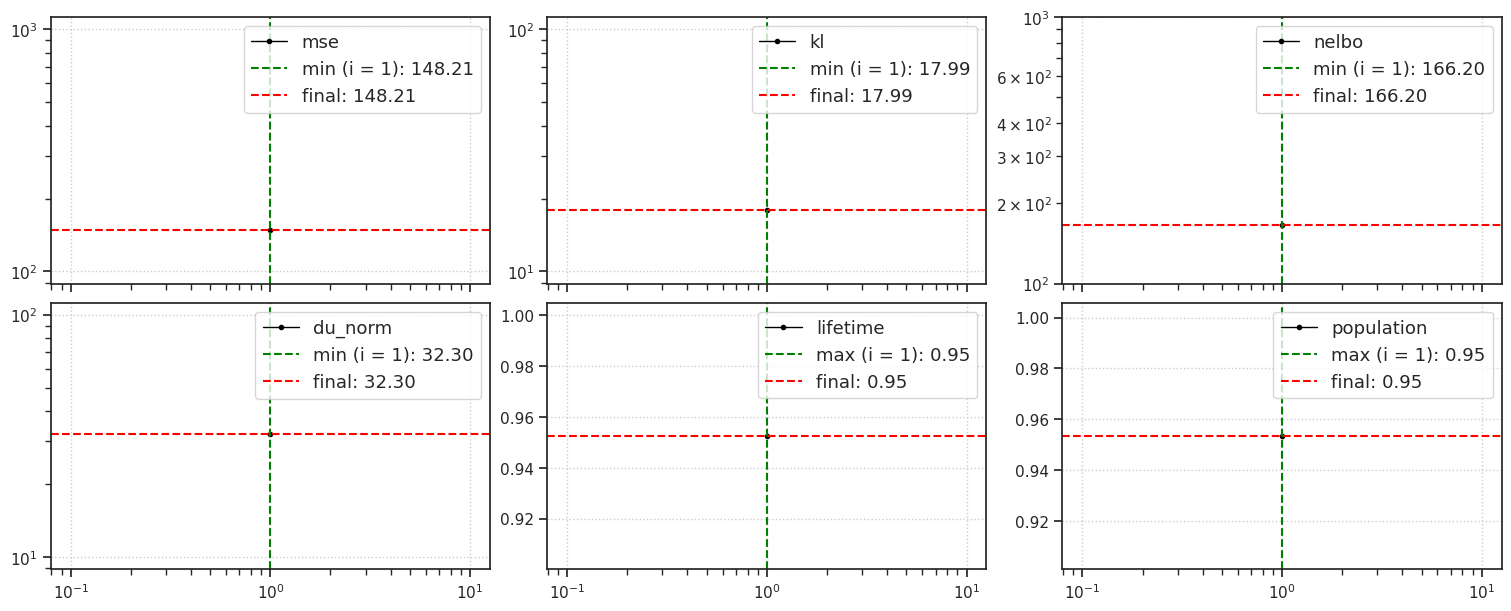 10³
10²
mse
min (i = 1): 148.21
final: 148.21
10²
10¹
kl
min (i = 1): 17.99
final: 17.99
10³
6 × 10²
4 × 10²
3 × 10²
2 × 10²
10²
nelbo
min (i = 1): 166.20
final: 166.20
10²
10¹
du_norm
min (i = 1): 32.30
final: 32.30
10⁻¹ 10⁰ 10¹
1.00
0.98
0.96
0.94
0.92
lifetime
max (i = 1): 0.95
final: 0.95
10⁻¹ 10⁰ 10¹
1.00
0.98
0.96
0.94
0.92
population
max (i = 1): 0.95
final: 0.95
10⁻¹ 10⁰ 10¹